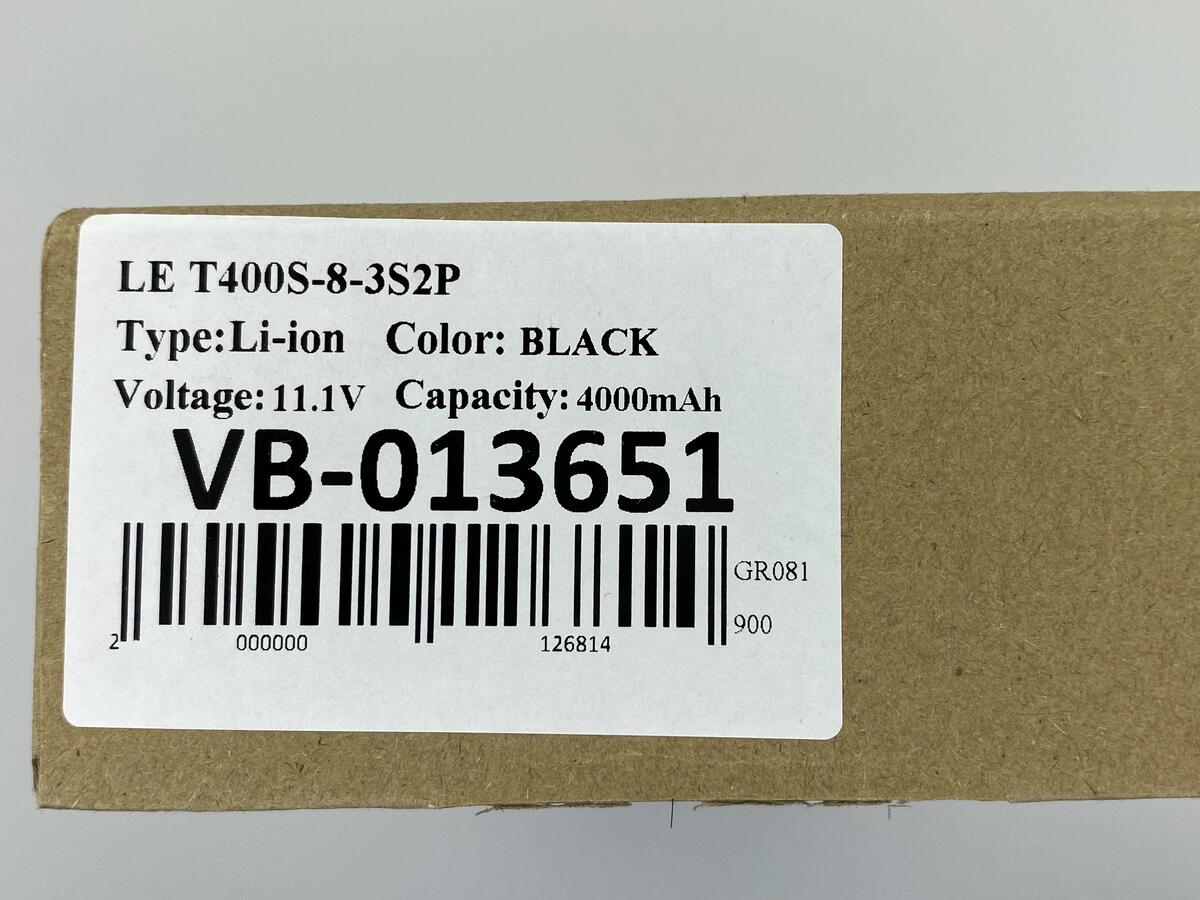 LE T400S-8-3S2P
Type:Li-ion Color: BLACK
Voltage: 11.1V Capacity: 4000mAh
VB-013651
GR081
900
2 000000 126814